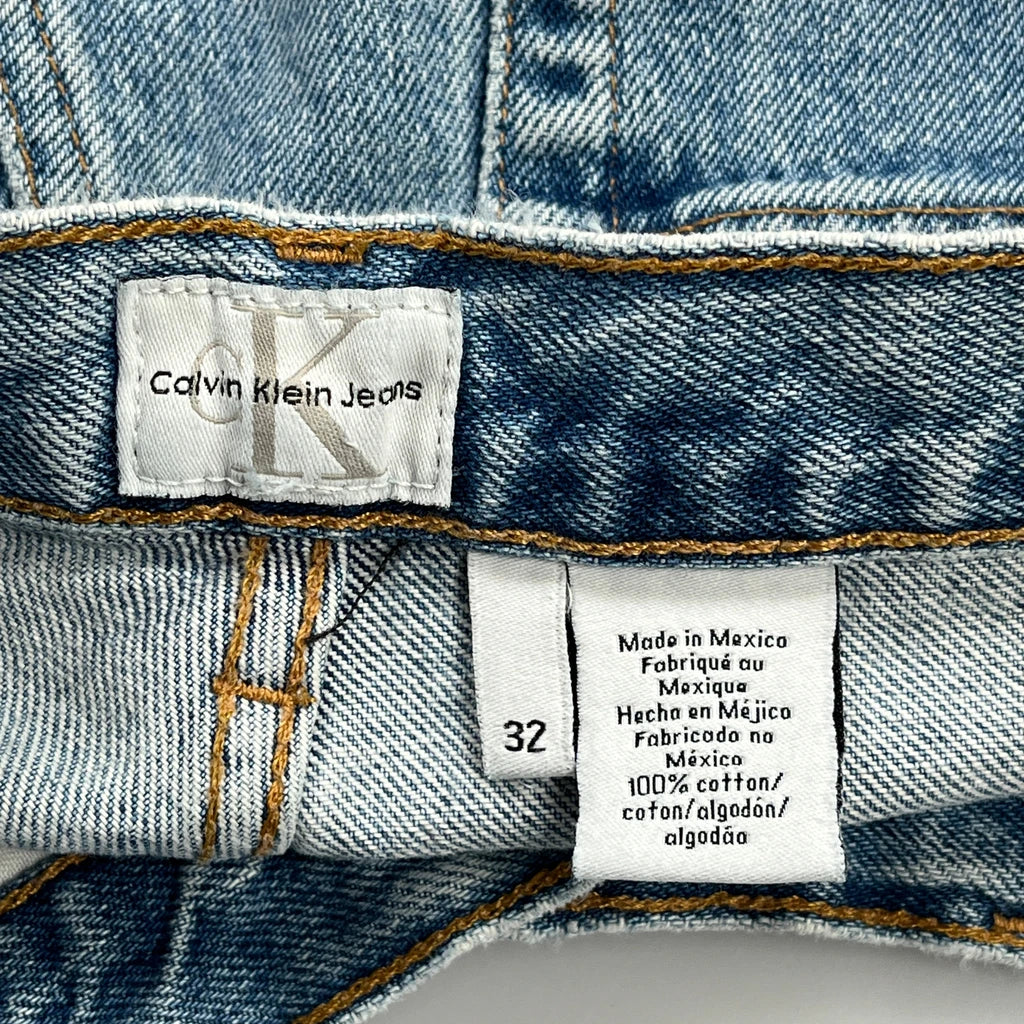 CK
Calvin Klein Jeans
32
Made in Mexico
Fabriqué au
Mexique
Hecho en Méjico
Fabricado no
México
100% cotton/
coton/algodón/
algodão